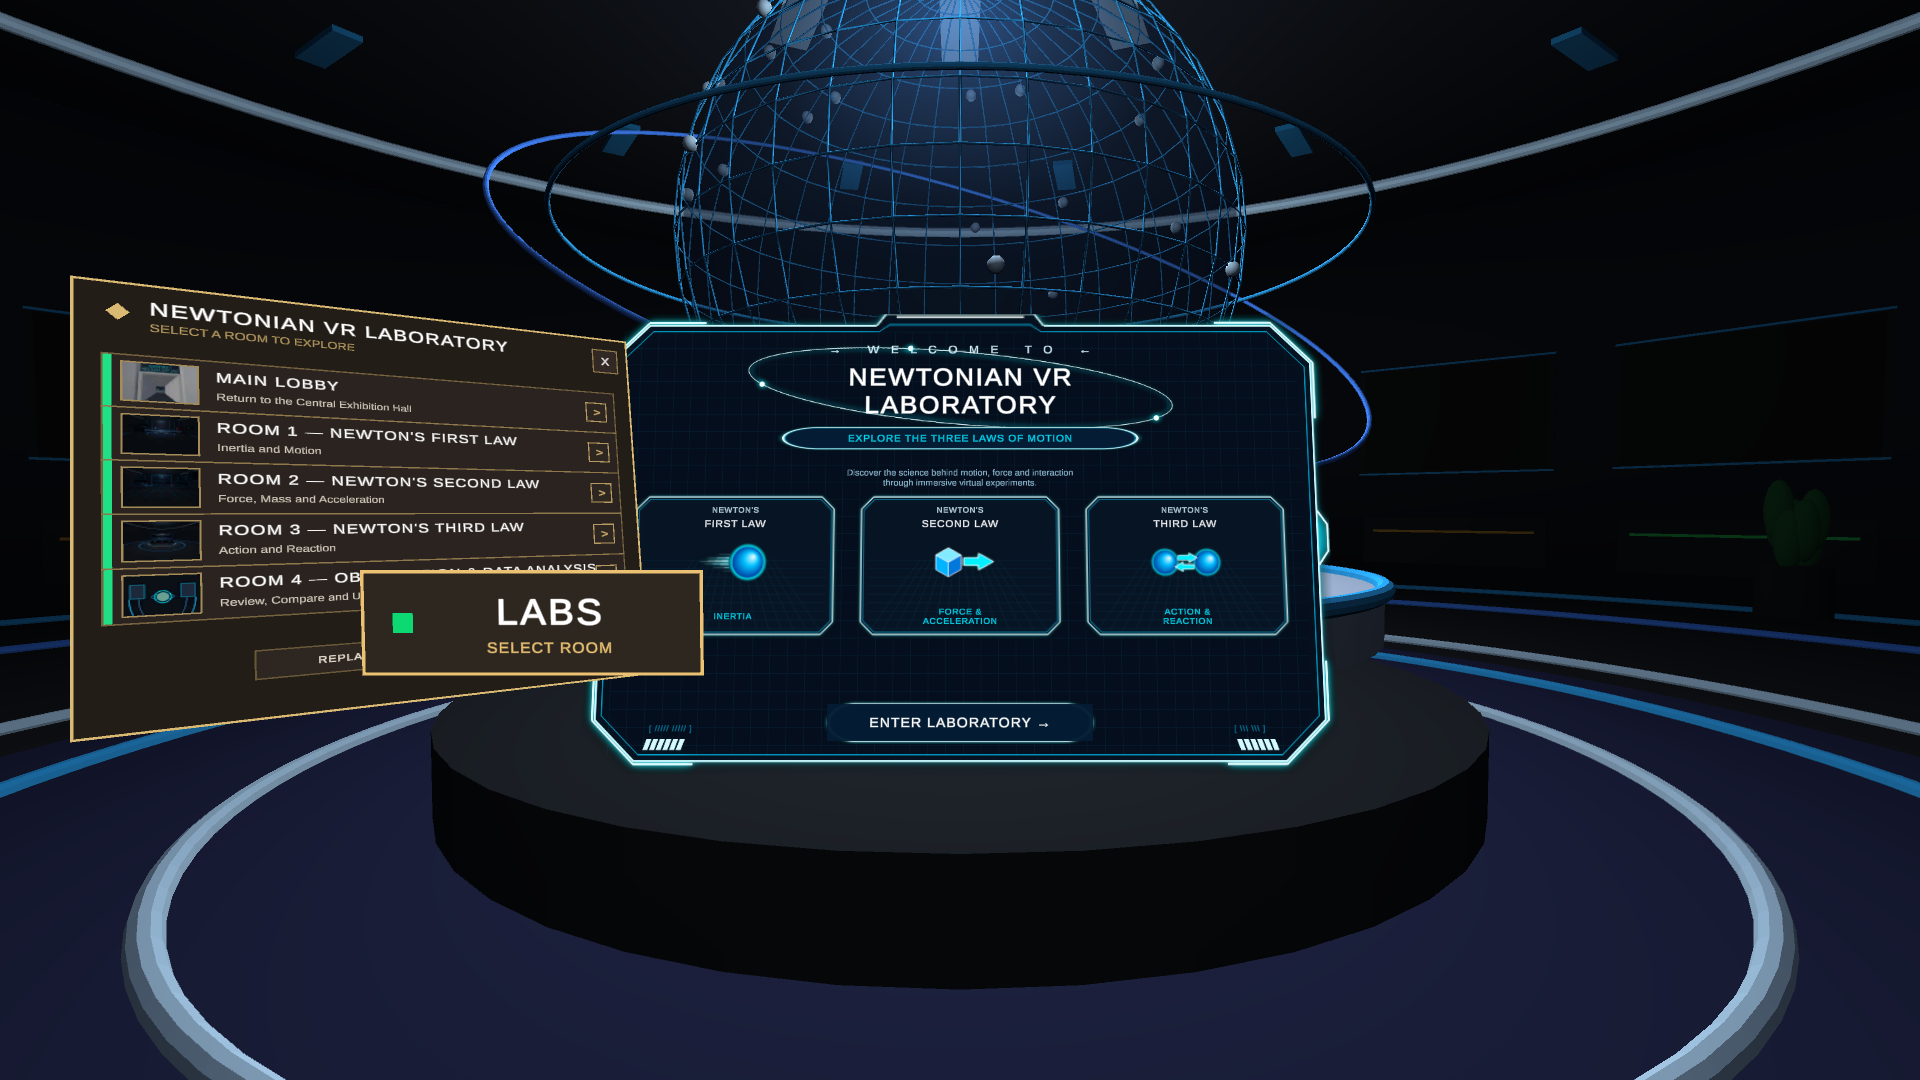 NEWTONIAN VR LABORATORY
SELECT A ROOM TO EXPLORE
X
MAIN LOBBY
Return to the Central Exhibition Hall
>
ROOM 1 — NEWTON'S FIRST LAW
Inertia and Motion
>
ROOM 2 — NEWTON'S SECOND LAW
Force, Mass and Acceleration
>
ROOM 3 — NEWTON'S THIRD LAW
Action and Reaction
>
ROOM 4 — & DATA ANALYSIS
Review, Compare and
LABS
SELECT ROOM
→ WELCOME TO ←
NEWTONIAN VR
LABORATORY
EXPLORE THE THREE LAWS OF MOTION
Discover the science behind motion, force and interaction
through immersive virtual experiments.
NEWTON'S
FIRST LAW
INERTIA
NEWTON'S
SECOND LAW
FORCE &
ACCELERATION
NEWTON'S
THIRD LAW
ACTION &
REACTION
ENTER LABORATORY →